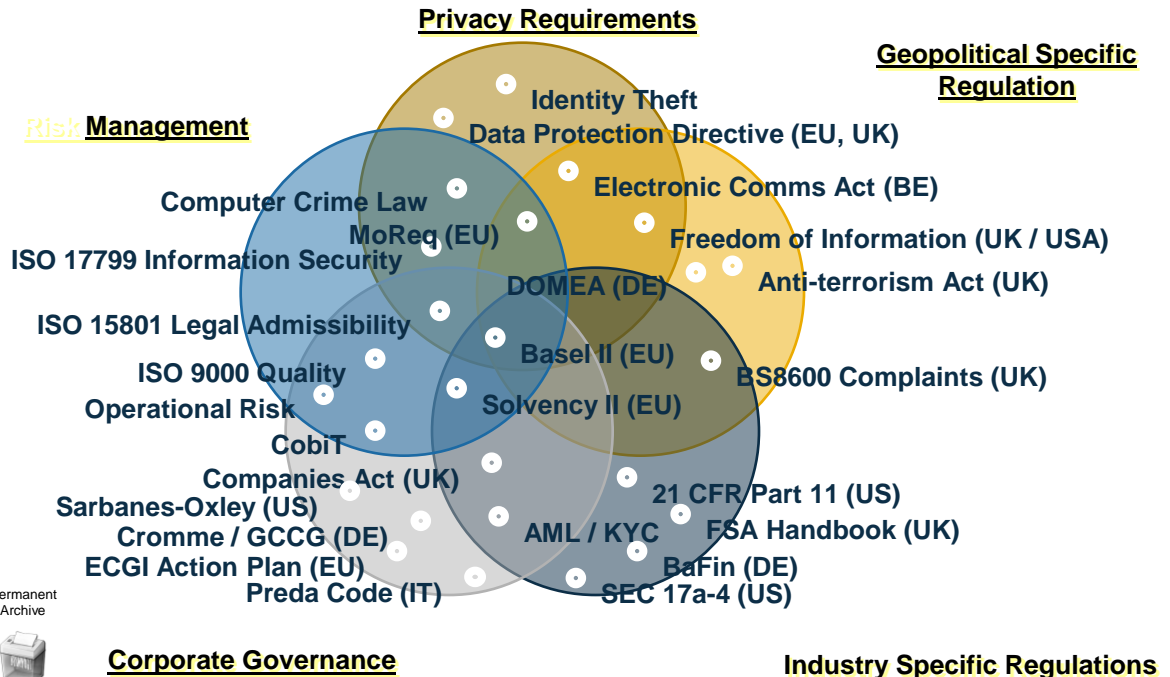 Privacy Requirements
Geopolitical Specific
Regulation
Risk Management
Identity Theft
Data Protection Directive (EU, UK)
Electronic Comms Act (BE)
Computer Crime Law
MoReq (EU)
Freedom of Information (UK / USA)
ISO 17799 Information Security
DOMEA (DE)
Anti-terrorism Act (UK)
ISO 15801 Legal Admissibility
Basel II (EU)
ISO 9000 Quality
BS8600 Complaints (UK)
Operational Risk
Solvency II (EU)
CobiT
Companies Act (UK)
21 CFR Part 11 (US)
Sarbanes-Oxley (US)
Cromme / GCCG (DE)
AML / KYC
FSA Handbook (UK)
ECGI Action Plan (EU)
BaFin (DE)
Preda Code (IT)
SEC 17a-4 (US)
ermanent
Archive
Corporate Governance
Industry Specific Regulations